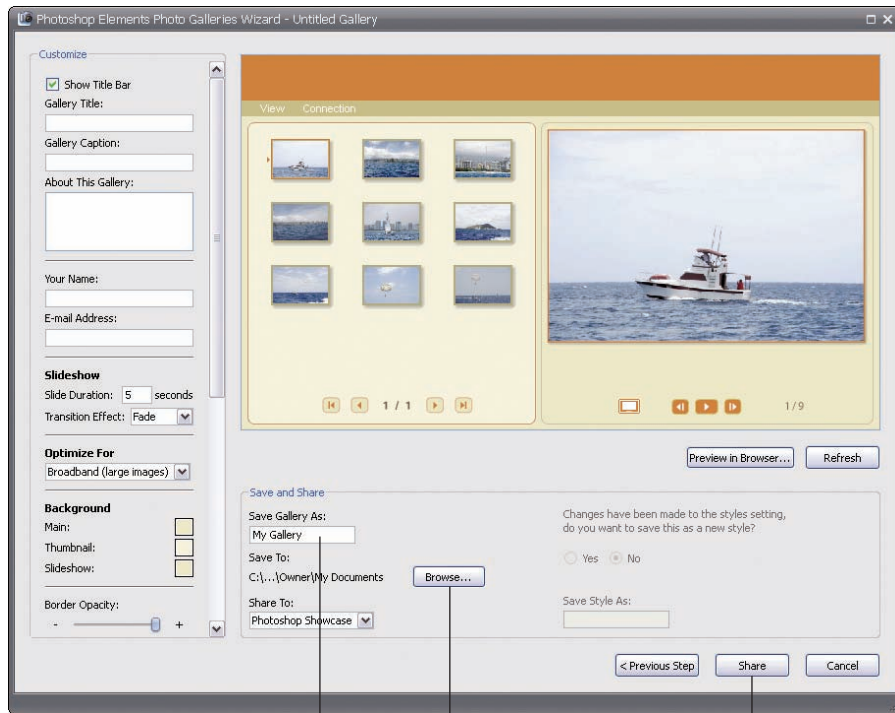 Photoshop Elements Photo Galleries Wizard - Untitled Gallery
Customize
Show Title Bar
Gallery Title:
Gallery Caption:
About This Gallery:
Your Name:
E-mail Address:
Slideshow
Slide Duration: 5 seconds
Transition Effect: Fade
Optimize For
Broadband (large images)
Background
Main:
Thumbnail:
Slideshow:
Border Opacity:
- +
View Connection
1 / 1
1/9
Preview in Browser... Refresh
Save and Share
Save Gallery As:
My Gallery
Save To:
C:\...\Owner\My Documents Browse...
Share To:
Photoshop Showcase
Changes have been made to the styles setting,
do you want to save this as a new style?
Yes No
Save Style As:
< Previous Step Share Cancel